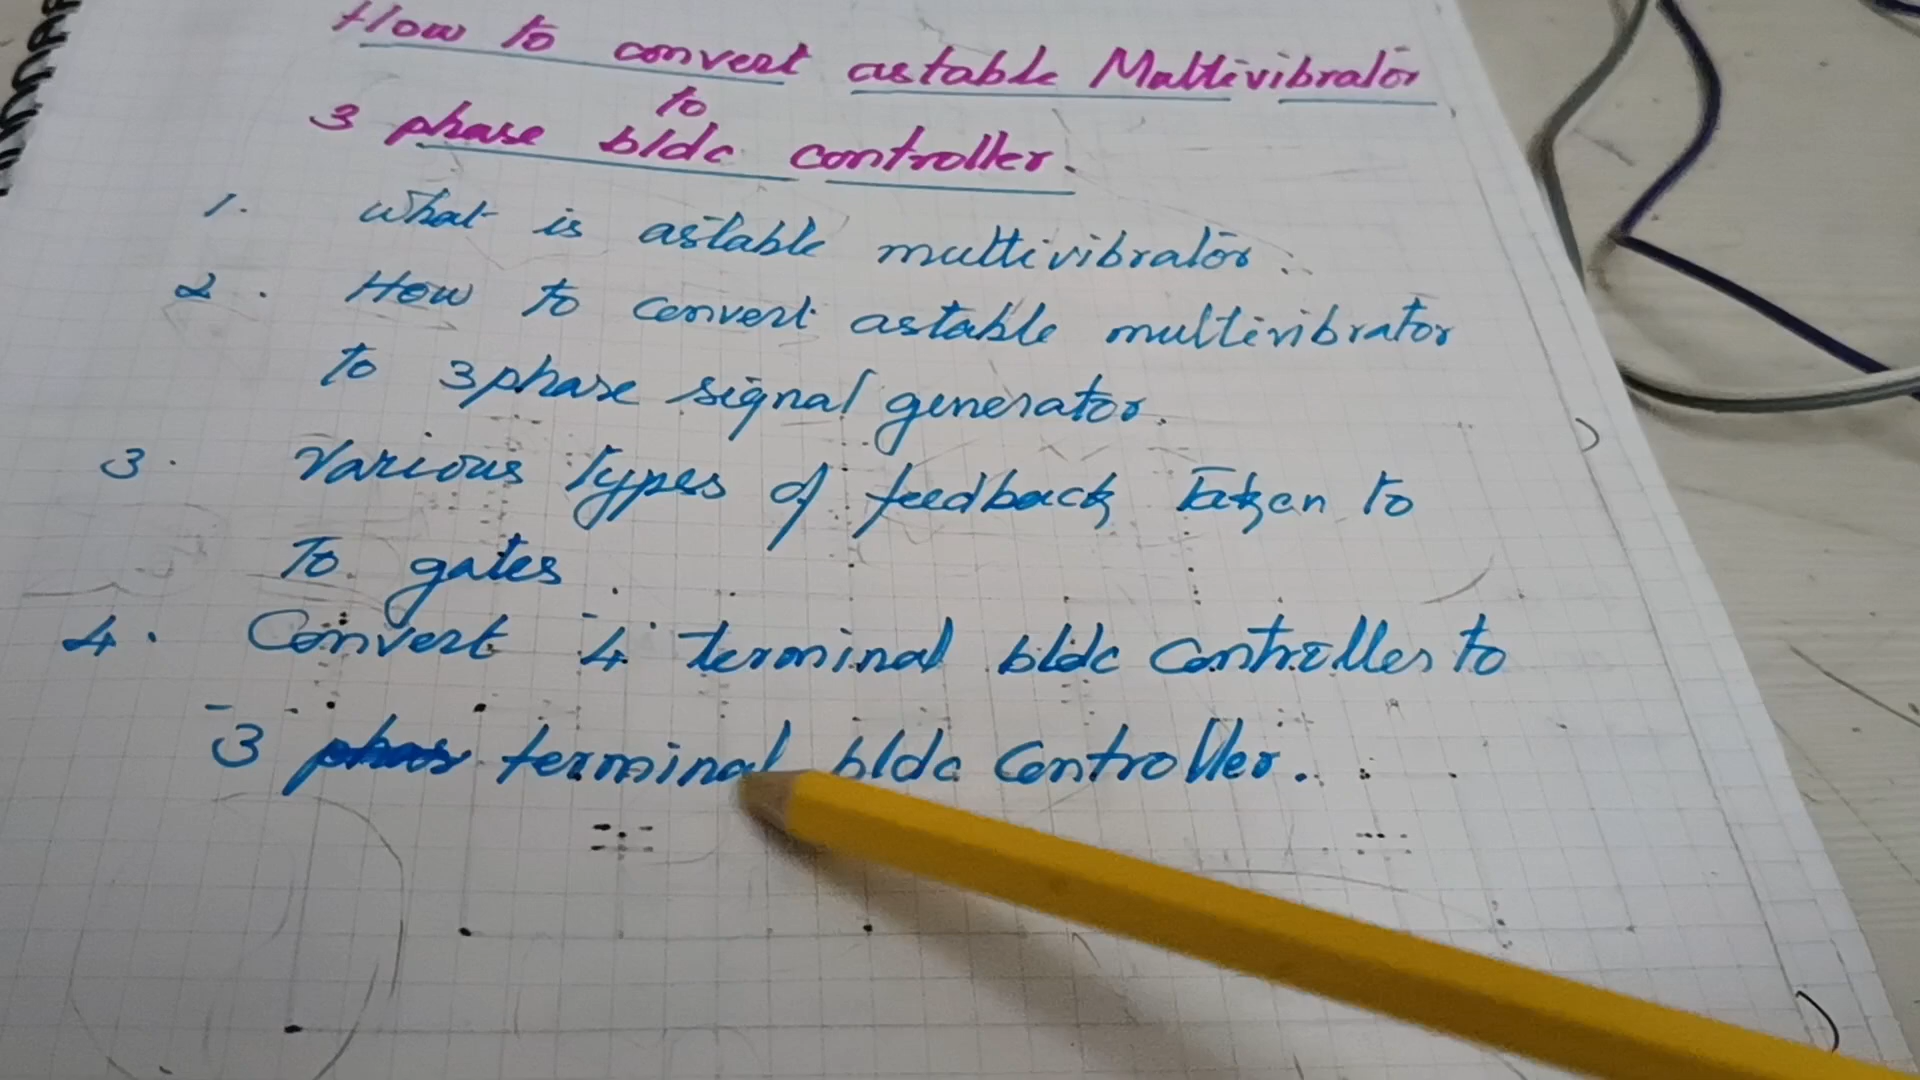 How to convert astable Multivibrator
to
3 phase bldc controller.
1. what is astable multivibrator.
2. How to convert astable multivibrator
to 3phase signal generator.
3. Various types of feedback Taken to
To gates.
4. Convert 4 terminal bldc controller to
3 terminal bldc controller.